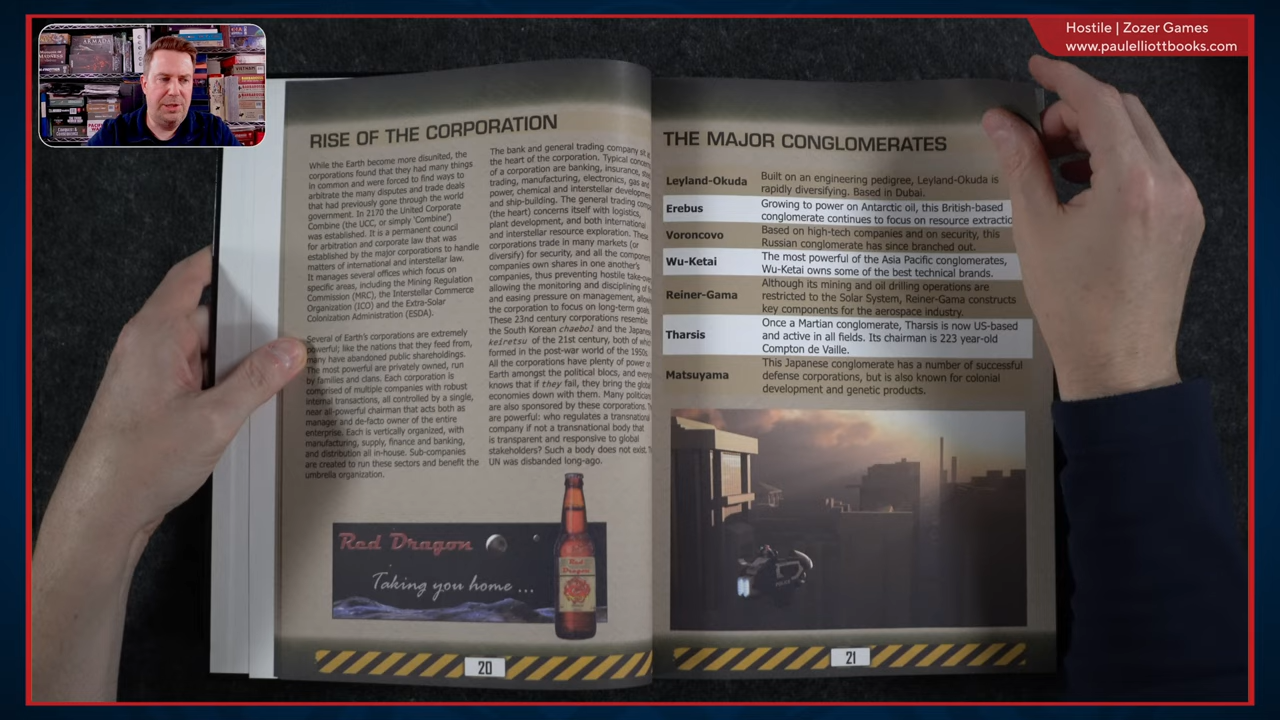 Hostile | Zozer Games
www.paulelliottbooks.com
RISE OF THE CORPORATION
While the Earth become more disunited, the
corporations found that they had many things
in common and were forced to find ways to
arbitrate the many disputes and trade deals
that had previously gone through the world
government. In 2170 the United Corporate
Combine (the UCC, or simply 'Combine')
was established. It is a permanent council
for arbitration and corporate law that was
established by the major corporations to handle
matters of international and interstellar law.
It manages several offices which focus on
specific areas, including the Mining Regulation
Commission (MRC), the Interstellar Commerce
Organization (ICO) and the Extra-Solar
Colonization Administration (ESDA).
Several of Earth's corporations are extremely
powerful; like the nations that they feed from,
many have abandoned public shareholdings.
The most powerful are privately owned, run
by families and clans. Each corporation is
comprised of multiple companies with robust
internal transactions, all controlled by a single,
near all-powerful chairman that acts both as
manager and de-facto owner of the entire
enterprise. Each is vertically organized, with
manufacturing, supply, finance and banking,
and distribution all in-house. Sub-companies
are created to run these sectors and benefit the
umbrella organization.
The bank and general trading company sit at
the heart of the corporation. Typical concerns
of a corporation are banking, insurance,
trading, manufacturing, electronics, gas and
power, chemical and interstellar
and ship-building. The general trading
(the heart) concerns itself with logistics,
plant development, and both international
and interstellar resource exploration. These
corporations trade in many markets (or
diversify) for security, and all the
companies own shares in one another's
companies, thus preventing hostile
allowing the monitoring and disciplining of
and easing pressure on management,
the corporation to focus on long-term
These 23rd century corporations resemble
the South Korean chaebol and the Japanese
keiretsu of the 21st century, both of which
formed in the post-war world of the 1950s.
All the corporations have plenty of power
Earth amongst the political blocs, and
knows that if they fail, they bring the global
economies down with them. Many
are also sponsored by these corporations.
are powerful: who regulates a transnational
company if not a transnational body that
is transparent and responsive to global
stakeholders? Such a body does not exist.
UN was disbanded long-ago.
Red Dragon
Taking you home ...
Red
Dragon
20
THE MAJOR CONGLOMERATES
Leyland-Okuda Built on an engineering pedigree, Leyland-Okuda is
rapidly diversifying. Based in Dubai.
Erebus Growing to power on Antarctic oil, this British-based
conglomerate continues to focus on resource
Voroncovo Based on high-tech companies and on security, this
Russian conglomerate has since branched out.
Wu-Ketai The most powerful of the Asia Pacific conglomerates,
Wu-Ketai owns some of the best technical brands.
Reiner-Gama Although its mining and oil drilling operations are
restricted to the Solar System, Reiner-Gama constructs
key components for the aerospace industry.
Tharsis Once a Martian conglomerate, Tharsis is now US-based
and active in all fields. Its chairman is 223 year-old
Compton de Vaille.
Matsuyama This Japanese conglomerate has a number of successful
defense corporations, but is also known for colonial
development and genetic products.
21